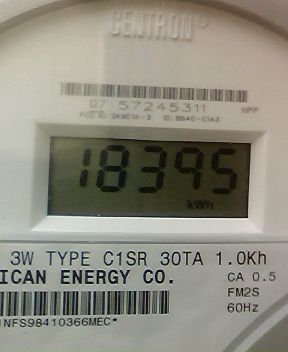 CENTRON®
07 57245311 HPP
18395
kWh
3W TYPE C1SR 30TA 1.0Kh
ICAN ENERGY CO. CA 0.5
FM2S
60Hz
NFS98410366MEC*